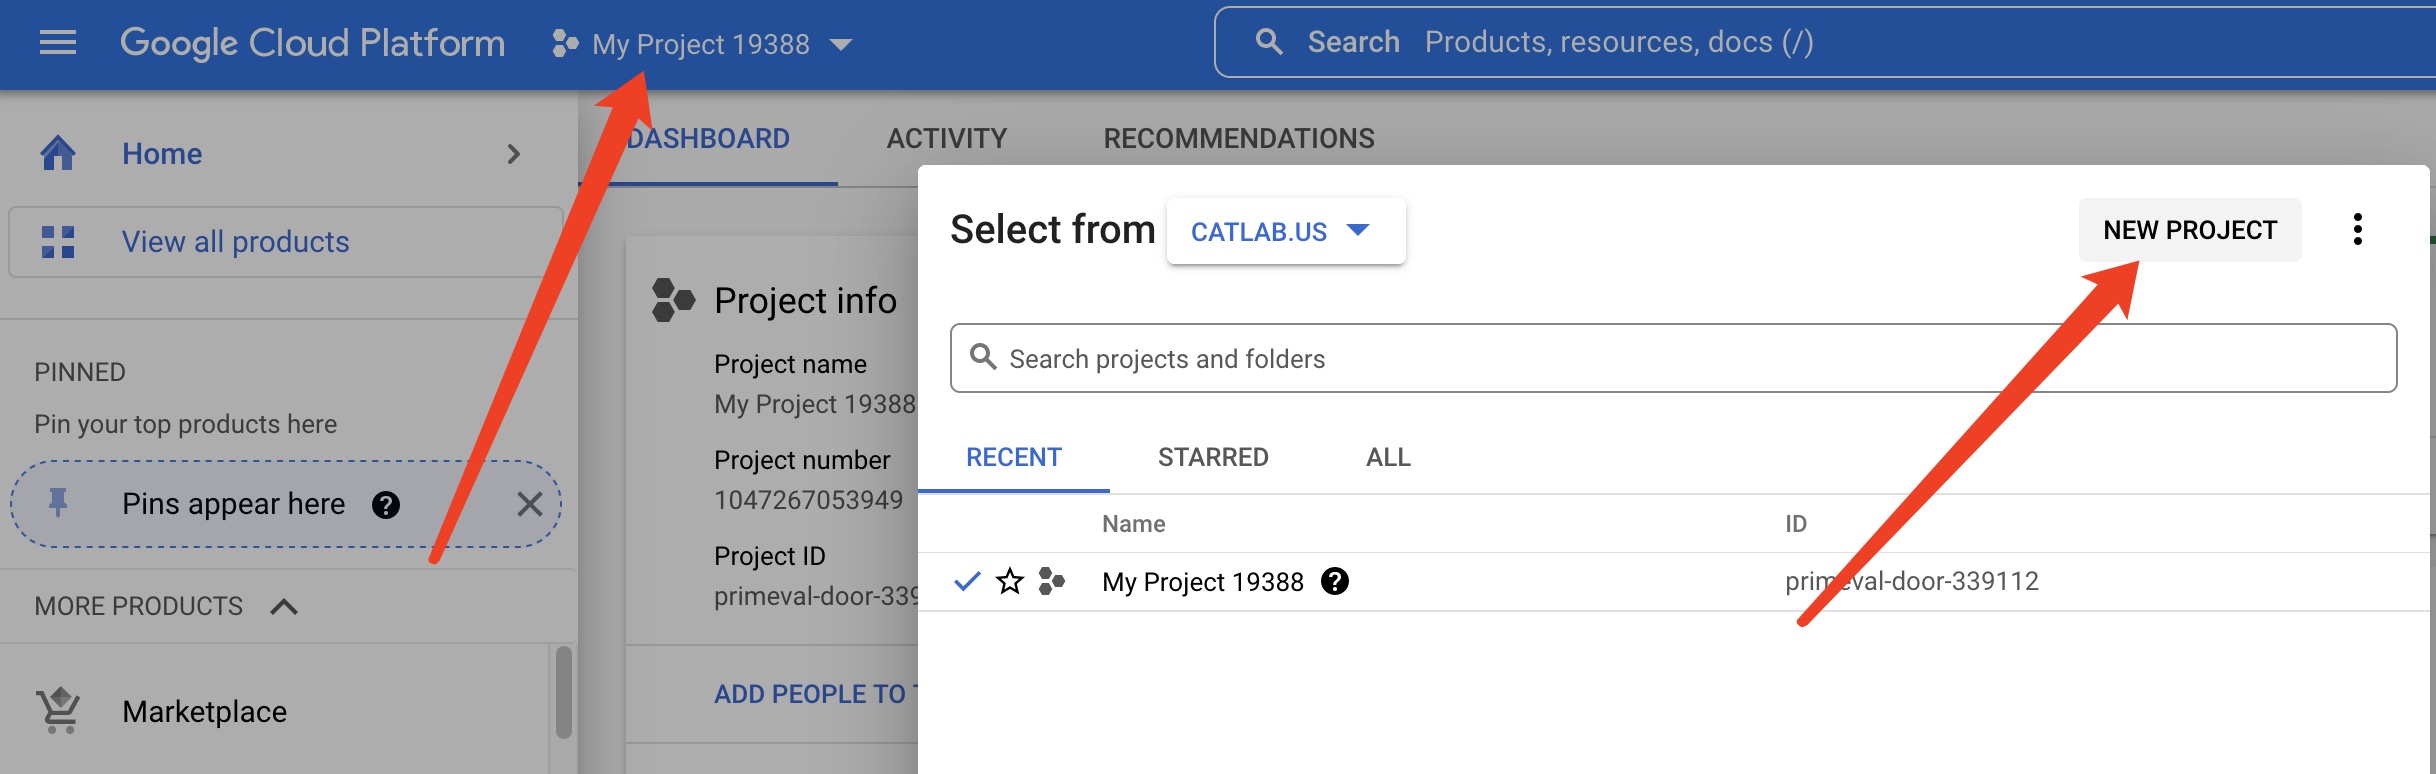 Google Cloud Platform
My Project 19388
Search Products, resources, docs (/)
Home
View all products
PINNED
Pin your top products here
Pins appear here
MORE PRODUCTS
Marketplace
DASHBOARD
ACTIVITY
RECOMMENDATIONS
Project info
Project name
My Project 19388
Project number
1047267053949
Project ID
primeval-door-339
ADD PEOPLE TO T
Select from
CATLAB.US
NEW PROJECT
Search projects and folders
RECENT
STARRED
ALL
Name
ID
My Project 19388
primeval-door-339112